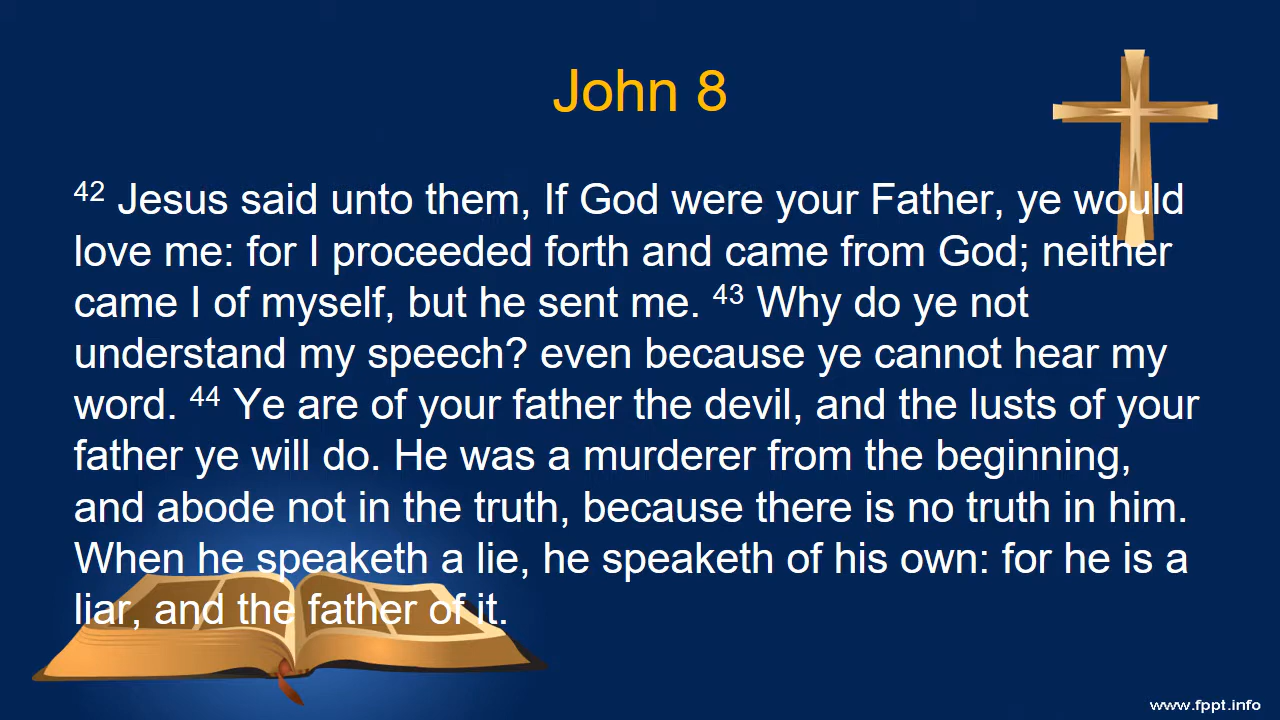 John 8
42 Jesus said unto them, If God were your Father, ye would
love me: for I proceeded forth and came from God; neither
came I of myself, but he sent me. 43 Why do ye not
understand my speech? even because ye cannot hear my
word. 44 Ye are of your father the devil, and the lusts of your
father ye will do. He was a murderer from the beginning,
and abode not in the truth, because there is no truth in him.
When he speaketh a lie, he speaketh of his own: for he is a
liar, and the father of it.
www.fppt.info